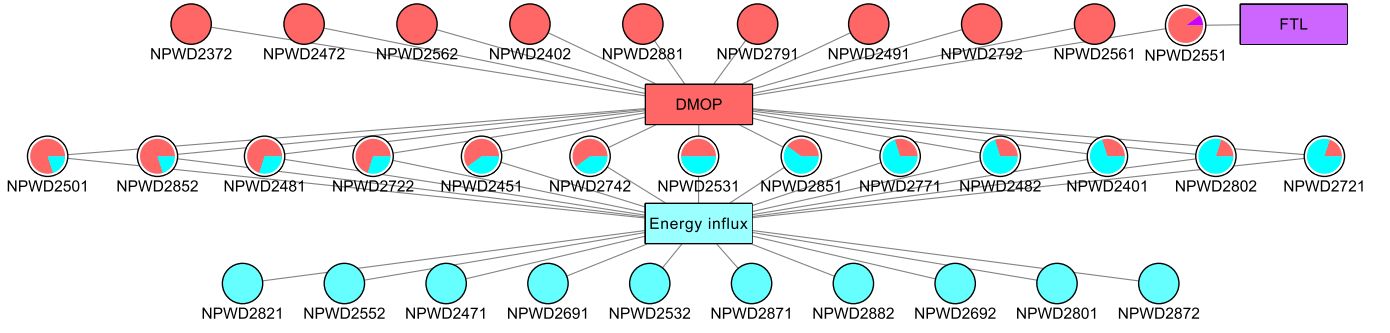 FTL
NPWD2372 NPWD2472 NPWD2562 NPWD2402 NPWD2881 NPWD2791 NPWD2491 NPWD2792 NPWD2561 NPWD2551
DMOP
NPWD2501 NPWD2852 NPWD2481 NPWD2722 NPWD2451 NPWD2742 NPWD2531 NPWD2851 NPWD2771 NPWD2482 NPWD2401 NPWD2802 NPWD2721
Energy influx
NPWD2821 NPWD2552 NPWD2471 NPWD2691 NPWD2532 NPWD2871 NPWD2882 NPWD2692 NPWD2801 NPWD2872